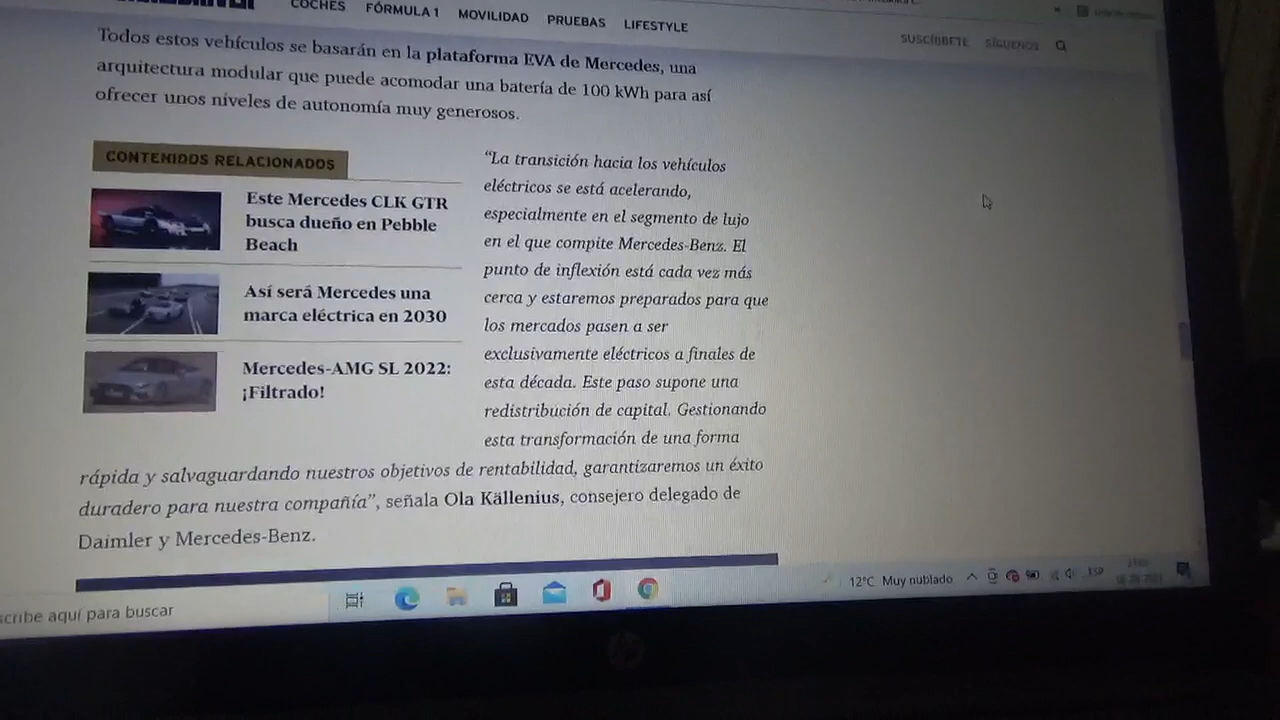 COCHES FÓRMULA 1 MOVILIDAD PRUEBAS LIFESTYLE
SUSCRÍBETE SÍGUENOS
Todos estos vehículos se basarán en la plataforma EVA de Mercedes, una
arquitectura modular que puede acomodar una batería de 100 kWh para así
ofrecer unos niveles de autonomía muy generosos.
CONTENIDOS RELACIONADOS
Este Mercedes CLK GTR
busca dueño en Pebble
Beach
Así será Mercedes una
marca eléctrica en 2030
Mercedes-AMG SL 2022:
¡Filtrado!
“La transición hacia los vehículos
eléctricos se está acelerando,
especialmente en el segmento de lujo
en el que compite Mercedes-Benz. El
punto de inflexión está cada vez más
cerca y estaremos preparados para que
los mercados pasen a ser
exclusivamente eléctricos a finales de
esta década. Este paso supone una
redistribución de capital. Gestionando
esta transformación de una forma
rápida y salvaguardando nuestros objetivos de rentabilidad, garantizaremos un éxito
duradero para nuestra compañía”, señala Ola Källenius, consejero delegado de
Daimler y Mercedes-Benz.
scribe aquí para buscar
12°C Muy nublado
ESP
hp